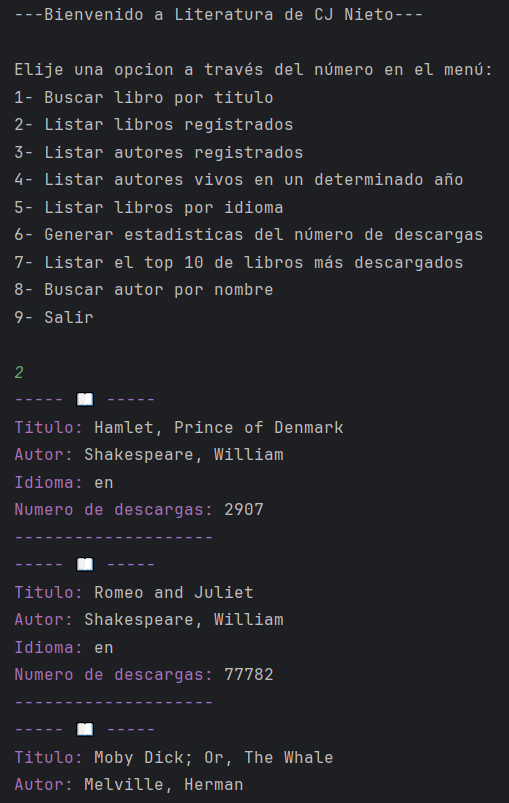 ---Bienvenido a Literatura de CJ Nieto---
Elije una opcion a través del número en el menú:
1- Buscar libro por titulo
2- Listar libros registrados
3- Listar autores registrados
4- Listar autores vivos en un determinado año
5- Listar libros por idioma
6- Generar estadisticas del número de descargas
7- Listar el top 10 de libros más descargados
8- Buscar autor por nombre
9- Salir
2
----- 📖 -----
Titulo: Hamlet, Prince of Denmark
Autor: Shakespeare, William
Idioma: en
Numero de descargas: 2907
--------------------
----- 📖 -----
Titulo: Romeo and Juliet
Autor: Shakespeare, William
Idioma: en
Numero de descargas: 77782
--------------------
----- 📖 -----
Titulo: Moby Dick; Or, The Whale
Autor: Melville, Herman